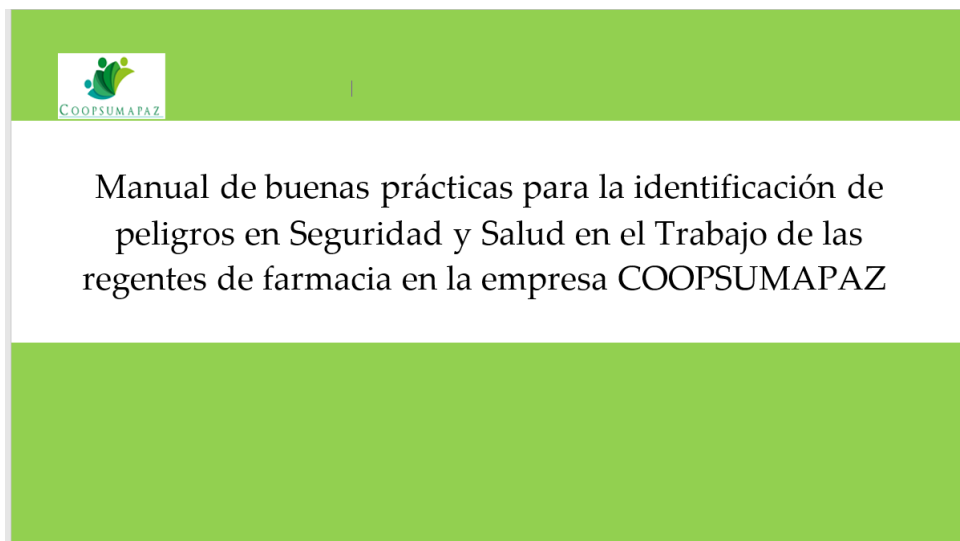 COOPSUMAPAZ
Manual de buenas prácticas para la identificación de
peligros en Seguridad y Salud en el Trabajo de las
regentes de farmacia en la empresa COOPSUMAPAZ